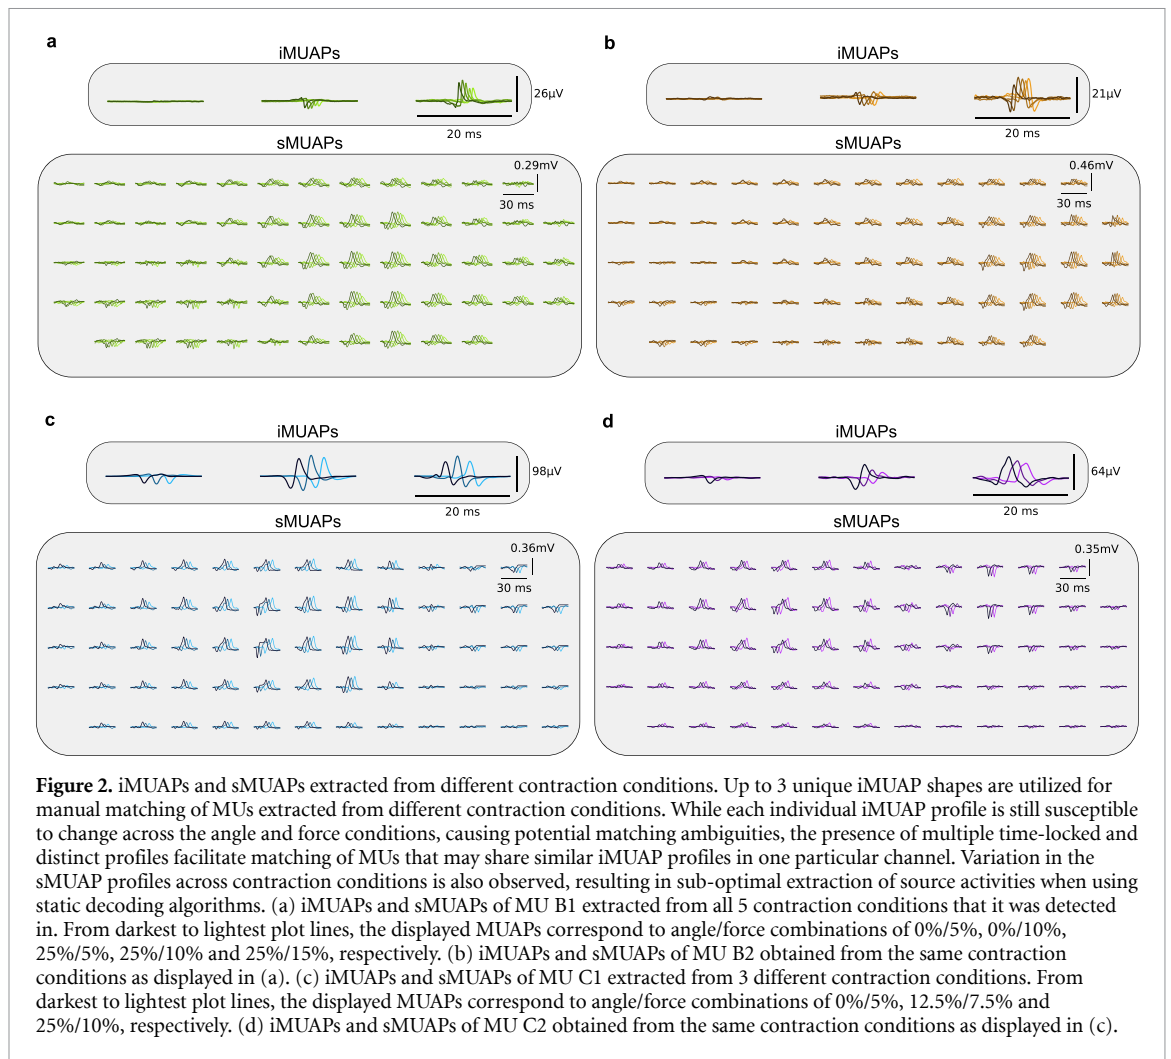 a
iMUAPs
26μV
20 ms
sMUAPs
0.29mV
30 ms
b
iMUAPs
21μV
20 ms
sMUAPs
0.46mV
30 ms
c
iMUAPs
98μV
20 ms
sMUAPs
0.36mV
30 ms
d
iMUAPs
64μV
20 ms
sMUAPs
0.35mV
30 ms
Figure 2. iMUAPs and sMUAPs extracted from different contraction conditions. Up to 3 unique iMUAP shapes are utilized for
manual matching of MUs extracted from different contraction conditions. While each individual iMUAP profile is still susceptible
to change across the angle and force conditions, causing potential matching ambiguities, the presence of multiple time-locked and
distinct profiles facilitate matching of MUs that may share similar iMUAP profiles in one particular channel. Variation in the
sMUAP profiles across contraction conditions is also observed, resulting in sub-optimal extraction of source activities when using
static decoding algorithms. (a) iMUAPs and sMUAPs of MU B1 extracted from all 5 contraction conditions that it was detected
in. From darkest to lightest plot lines, the displayed MUAPs correspond to angle/force combinations of 0%/5%, 0%/10%,
25%/5%, 25%/10% and 25%/15%, respectively. (b) iMUAPs and sMUAPs of MU B2 obtained from the same contraction
conditions as displayed in (a). (c) iMUAPs and sMUAPs of MU C1 extracted from 3 different contraction conditions. From
darkest to lightest plot lines, the displayed MUAPs correspond to angle/force combinations of 0%/5%, 12.5%/7.5% and
25%/10%, respectively. (d) iMUAPs and sMUAPs of MU C2 obtained from the same contraction conditions as displayed in (c).